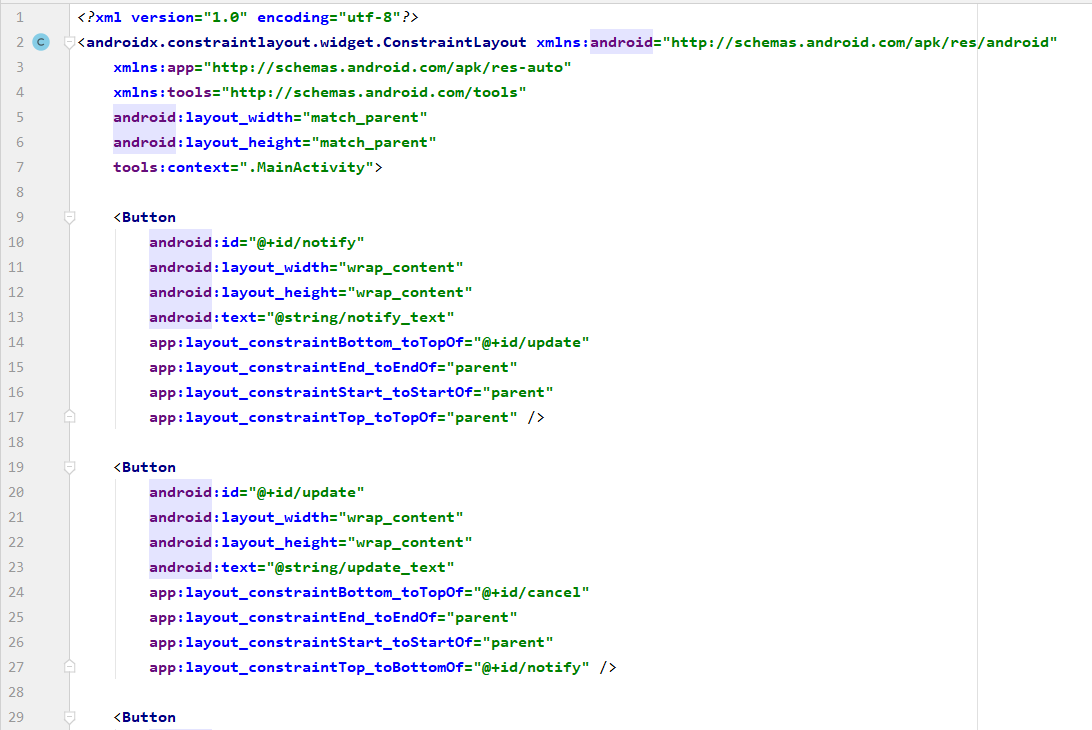 1 <?xml version="1.0" encoding="utf-8"?>
2 C <androidx.constraintlayout.widget.ConstraintLayout xmlns:android="http://schemas.android.com/apk/res/android"
3     xmlns:app="http://schemas.android.com/apk/res-auto"
4     xmlns:tools="http://schemas.android.com/tools"
5     android:layout_width="match_parent"
6     android:layout_height="match_parent"
7     tools:context=".MainActivity">
8
9     <Button
10         android:id="@+id/notify"
11         android:layout_width="wrap_content"
12         android:layout_height="wrap_content"
13         android:text="@string/notify_text"
14         app:layout_constraintBottom_toTopOf="@+id/update"
15         app:layout_constraintEnd_toEndOf="parent"
16         app:layout_constraintStart_toStartOf="parent"
17         app:layout_constraintTop_toTopOf="parent" />
18
19     <Button
20         android:id="@+id/update"
21         android:layout_width="wrap_content"
22         android:layout_height="wrap_content"
23         android:text="@string/update_text"
24         app:layout_constraintBottom_toTopOf="@+id/cancel"
25         app:layout_constraintEnd_toEndOf="parent"
26         app:layout_constraintStart_toStartOf="parent"
27         app:layout_constraintTop_toBottomOf="@+id/notify" />
28
29     <Button